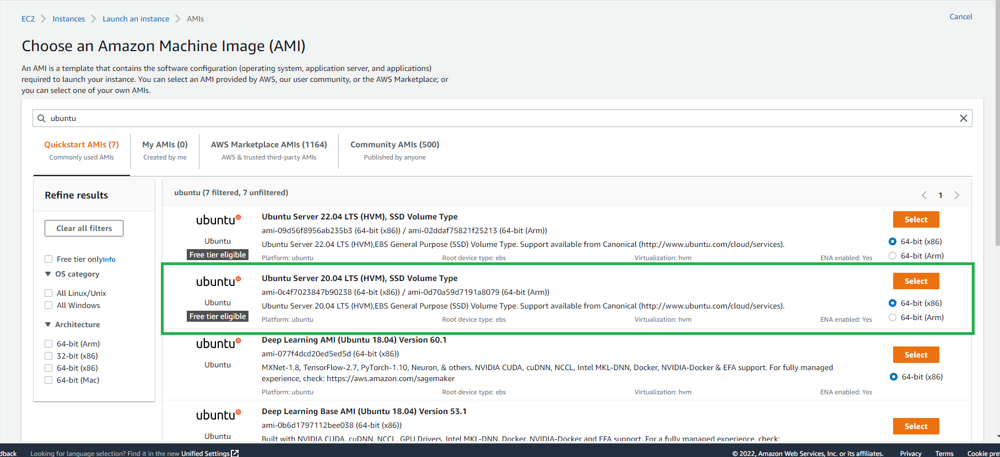 EC2 Instances Launch an instance AMIs
Cancel
Choose an Amazon Machine Image (AMI)
An AMI is a template that contains the software configuration (operating system, application server, and applications)
required to launch your instance. You can select an AMI provided by AWS, our user community, or the AWS Marketplace; or
you can select one of your own AMIs.
ubuntu
Quickstart AMIs (7) My AMIs (0) AWS Marketplace AMIs (1164) Community AMIs (500)
Commonly used AMIs Created by me AWS & trusted third-party AMIs Published by anyone
Refine results
Clear all filters
Free tier onlyInfo
OS category
All Linux/Unix
All Windows
Architecture
64-bit (Arm)
32-bit (x86)
64-bit (x86)
64-bit (Mac)
ubuntu (7 filtered, 7 unfiltered)
1
ubuntu
Ubuntu
Free tier eligible
Ubuntu Server 22.04 LTS (HVM), SSD Volume Type
ami-09d56f8956ab235b3 (64-bit (x86)) / ami-02ddaf75821f25213 (64-bit (Arm))
Ubuntu Server 22.04 LTS (HVM),EBS General Purpose (SSD) Volume Type. Support available from Canonical (http://www.ubuntu.com/cloud/services).
Platform: ubuntu Root device type: ebs Virtualization: hvm ENA enabled: Yes
Select
64-bit (x86)
64-bit (Arm)
ubuntu
Ubuntu
Free tier eligible
Ubuntu Server 20.04 LTS (HVM), SSD Volume Type
ami-0c4f7023847b90238 (64-bit (x86)) / ami-0d70a59d7191a8079 (64-bit (Arm))
Ubuntu Server 20.04 LTS (HVM),EBS General Purpose (SSD) Volume Type. Support available from Canonical (http://www.ubuntu.com/cloud/services).
Platform: ubuntu Root device type: ebs Virtualization: hvm ENA enabled: Yes
Select
64-bit (x86)
64-bit (Arm)
ubuntu
Ubuntu
Deep Learning AMI (Ubuntu 18.04) Version 60.1
ami-077f4dcd20ed5ed5d (64-bit (x86))
MXNet-1.8, TensorFlow-2.7, PyTorch-1.10, Neuron, & others. NVIDIA CUDA, cuDNN, NCCL, Intel MKL-DNN, Docker, NVIDIA-Docker & EFA support. For fully managed
experience, check: https://aws.amazon.com/sagemaker
Platform: ubuntu Root device type: ebs Virtualization: hvm ENA enabled: Yes
Select
64-bit (x86)
ubuntu
Ubuntu
Deep Learning Base AMI (Ubuntu 18.04) Version 53.1
ami-0b6d1797112bee038 (64-bit (x86))
Built with NVIDIA CUDA, cuDNN, NCCL, GPU Drivers, Intel MKL-DNN, Docker, NVIDIA-Docker and EFA support. For a fully managed experience, check:
Select
dback Looking for language selection? Find it in the new Unified Settings © 2022, Amazon Web Services, Inc. or its affiliates. Privacy Terms Cookie pre